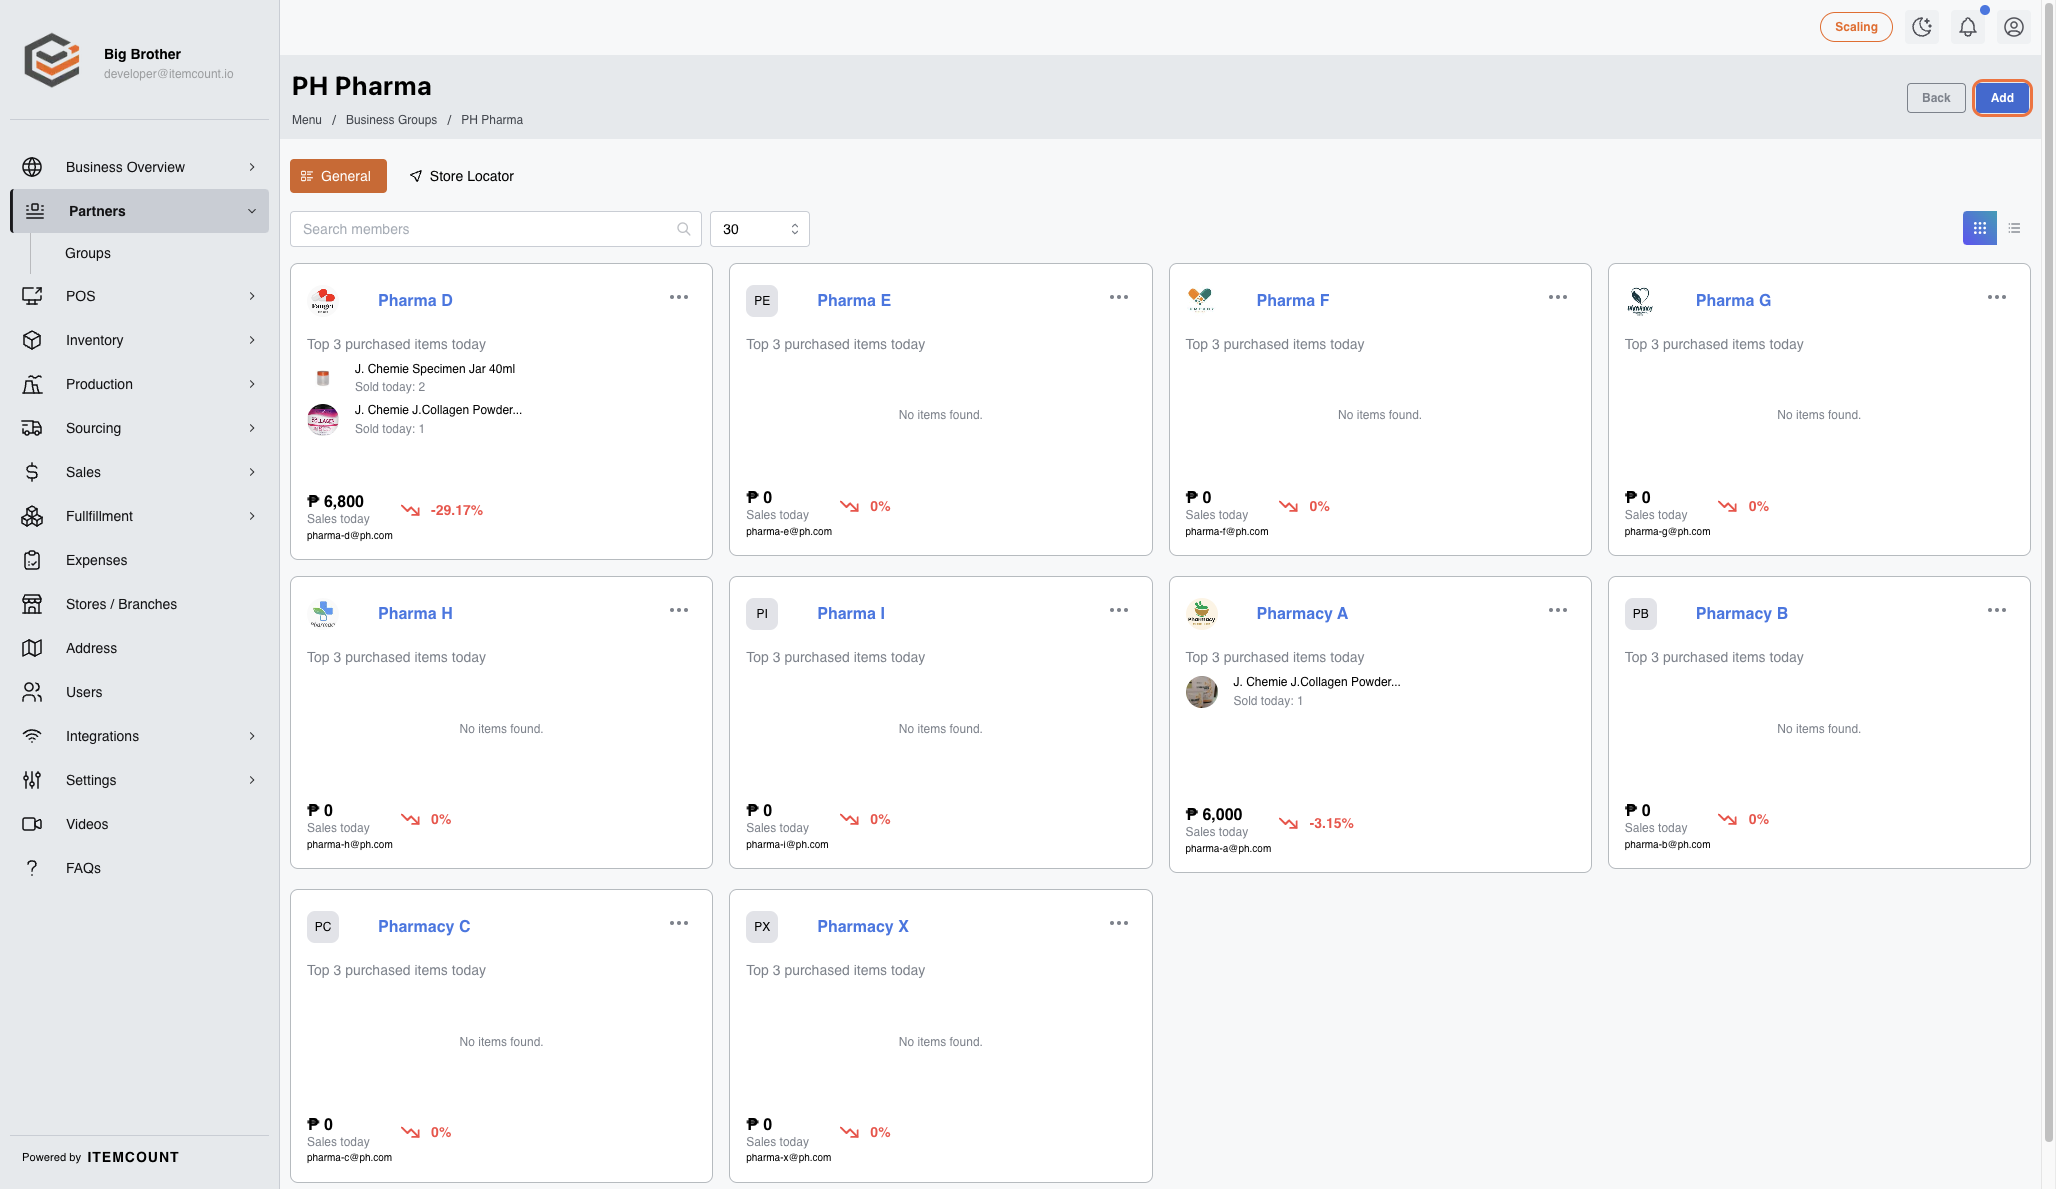 Big Brother
developer@itemcount.io
Business Overview
Partners
Groups
POS
Inventory
Production
Sourcing
Sales
Fullfillment
Expenses
Stores / Branches
Address
Users
Integrations
Settings
Videos
FAQs
Powered by ITEMCOUNT
Scaling
PH Pharma
Menu / Business Groups / PH Pharma
Back
Add
General
Store Locator
Search members
30
Pharma D
Top 3 purchased items today
J. Chemie Specimen Jar 40ml
Sold today: 2
J. Chemie J.Collagen Powder...
Sold today: 1
₱ 6,800
Sales today
-29.17%
pharma-d@ph.com
PE
Pharma E
Top 3 purchased items today
No items found.
₱ 0
Sales today
0%
pharma-e@ph.com
Pharma F
Top 3 purchased items today
No items found.
₱ 0
Sales today
0%
pharma-f@ph.com
Pharma G
Top 3 purchased items today
No items found.
₱ 0
Sales today
0%
pharma-g@ph.com
Pharma H
Top 3 purchased items today
No items found.
₱ 0
Sales today
0%
pharma-h@ph.com
PI
Pharma I
Top 3 purchased items today
No items found.
₱ 0
Sales today
0%
pharma-i@ph.com
Pharmacy
Pharmacy A
Top 3 purchased items today
J. Chemie J.Collagen Powder...
Sold today: 1
₱ 6,000
Sales today
-3.15%
pharma-a@ph.com
PB
Pharmacy B
Top 3 purchased items today
No items found.
₱ 0
Sales today
0%
pharma-b@ph.com
PC
Pharmacy C
Top 3 purchased items today
No items found.
₱ 0
Sales today
0%
pharma-c@ph.com
PX
Pharmacy X
Top 3 purchased items today
No items found.
₱ 0
Sales today
0%
pharma-x@ph.com